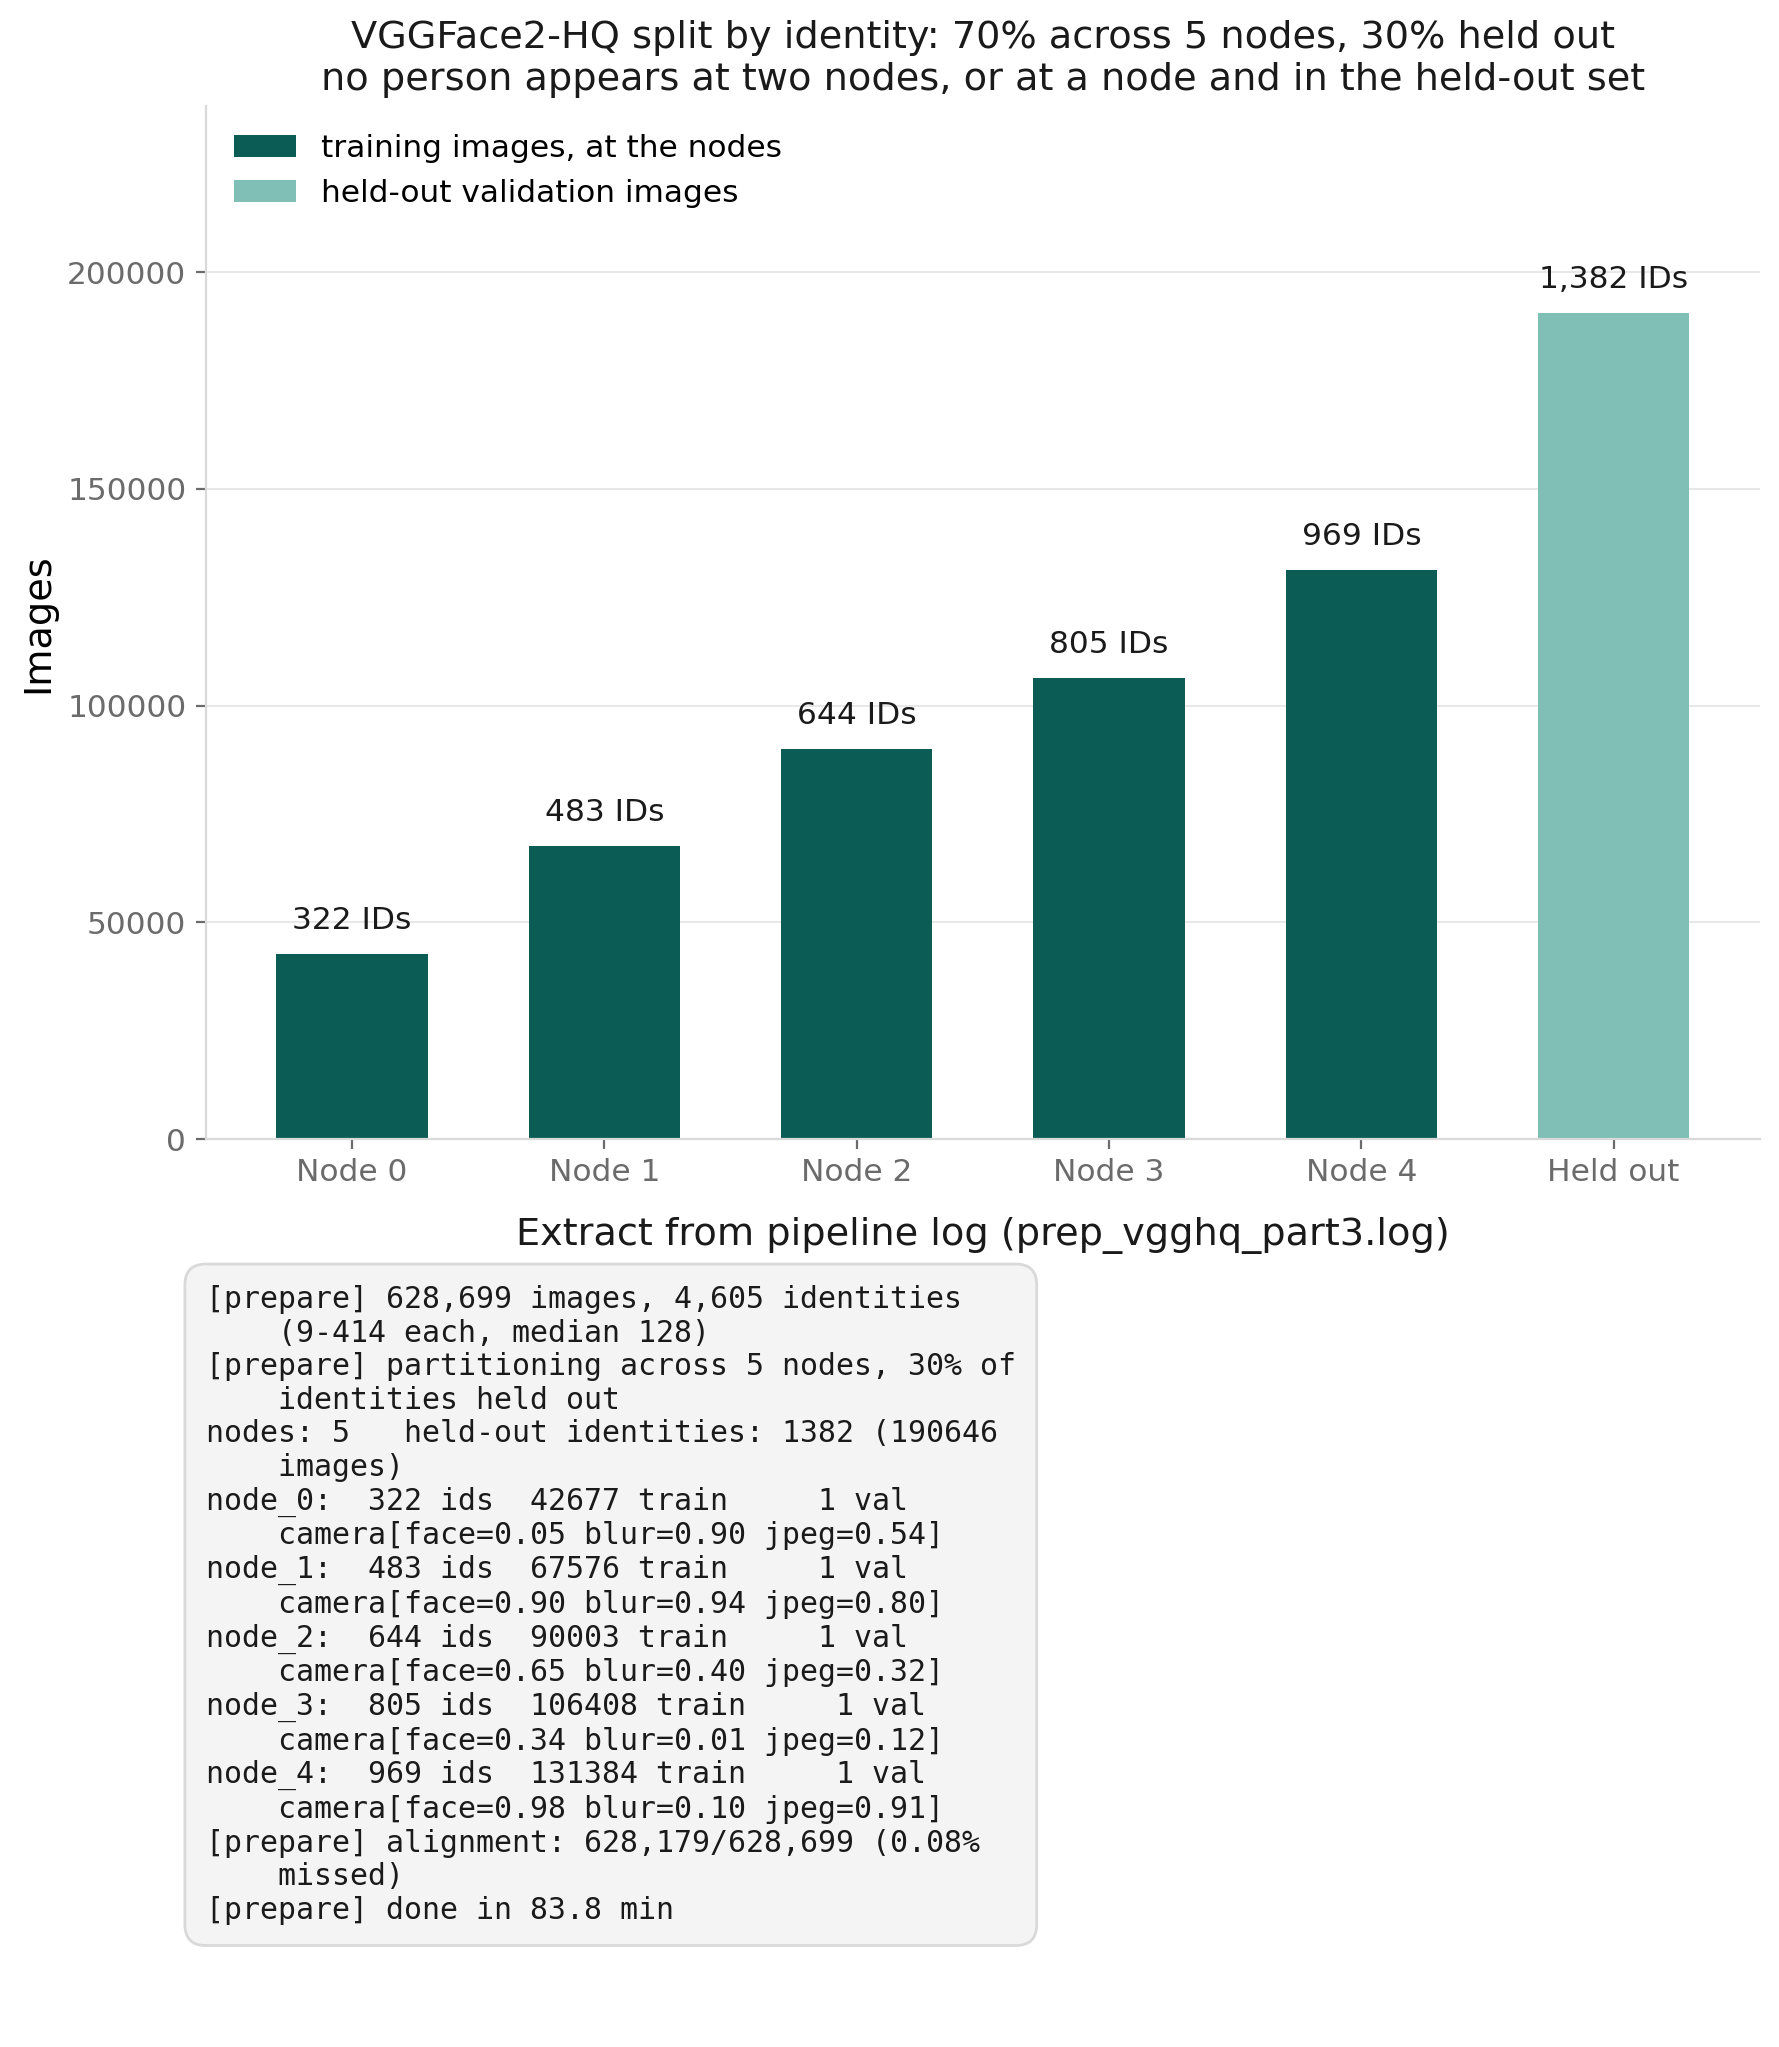 VGGFace2-HQ split by identity: 70% across 5 nodes, 30% held out
no person appears at two nodes, or at a node and in the held-out set
training images, at the nodes
held-out validation images
Images
200000
150000
100000
50000
0
322 IDs
483 IDs
644 IDs
805 IDs
969 IDs
1,382 IDs
Node 0
Node 1
Node 2
Node 3
Node 4
Held out
Extract from pipeline log (prep_vgghq_part3.log)
[prepare] 628,699 images, 4,605 identities
    (9-414 each, median 128)
[prepare] partitioning across 5 nodes, 30% of
    identities held out
nodes: 5   held-out identities: 1382 (190646
    images)
node_0:  322 ids  42677 train     1 val
    camera[face=0.05 blur=0.90 jpeg=0.54]
node_1:  483 ids  67576 train     1 val
    camera[face=0.90 blur=0.94 jpeg=0.80]
node_2:  644 ids  90003 train     1 val
    camera[face=0.65 blur=0.40 jpeg=0.32]
node_3:  805 ids  106408 train     1 val
    camera[face=0.34 blur=0.01 jpeg=0.12]
node_4:  969 ids  131384 train     1 val
    camera[face=0.98 blur=0.10 jpeg=0.91]
[prepare] alignment: 628,179/628,699 (0.08%
    missed)
[prepare] done in 83.8 min